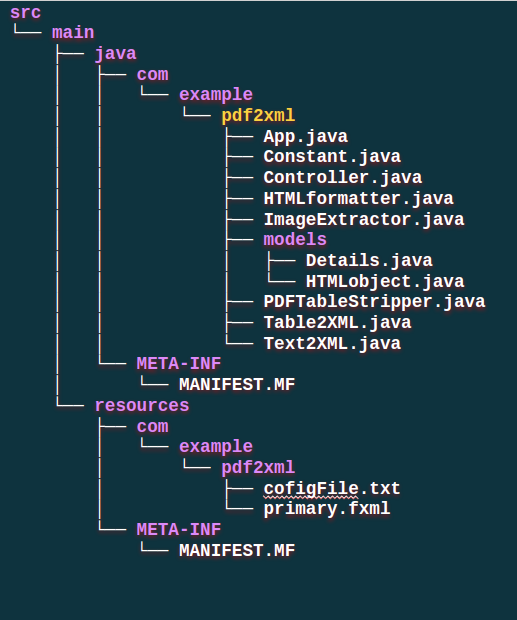 src
└── main
    ├── java
    │   ├── com
    │   │   └── example
    │   │       └── pdf2xml
    │   │           ├── App.java
    │   │           ├── Constant.java
    │   │           ├── Controller.java
    │   │           ├── HTMLformatter.java
    │   │           ├── ImageExtractor.java
    │   │           ├── models
    │   │           │   ├── Details.java
    │   │           │   └── HTMLobject.java
    │   │           ├── PDFTableStripper.java
    │   │           ├── Table2XML.java
    │   │           └── Text2XML.java
    │   └── META-INF
    │       └── MANIFEST.MF
    └── resources
        ├── com
        │   └── example
        │       └── pdf2xml
        │           ├── cofigFile.txt
        │           └── primary.fxml
        └── META-INF
            └── MANIFEST.MF